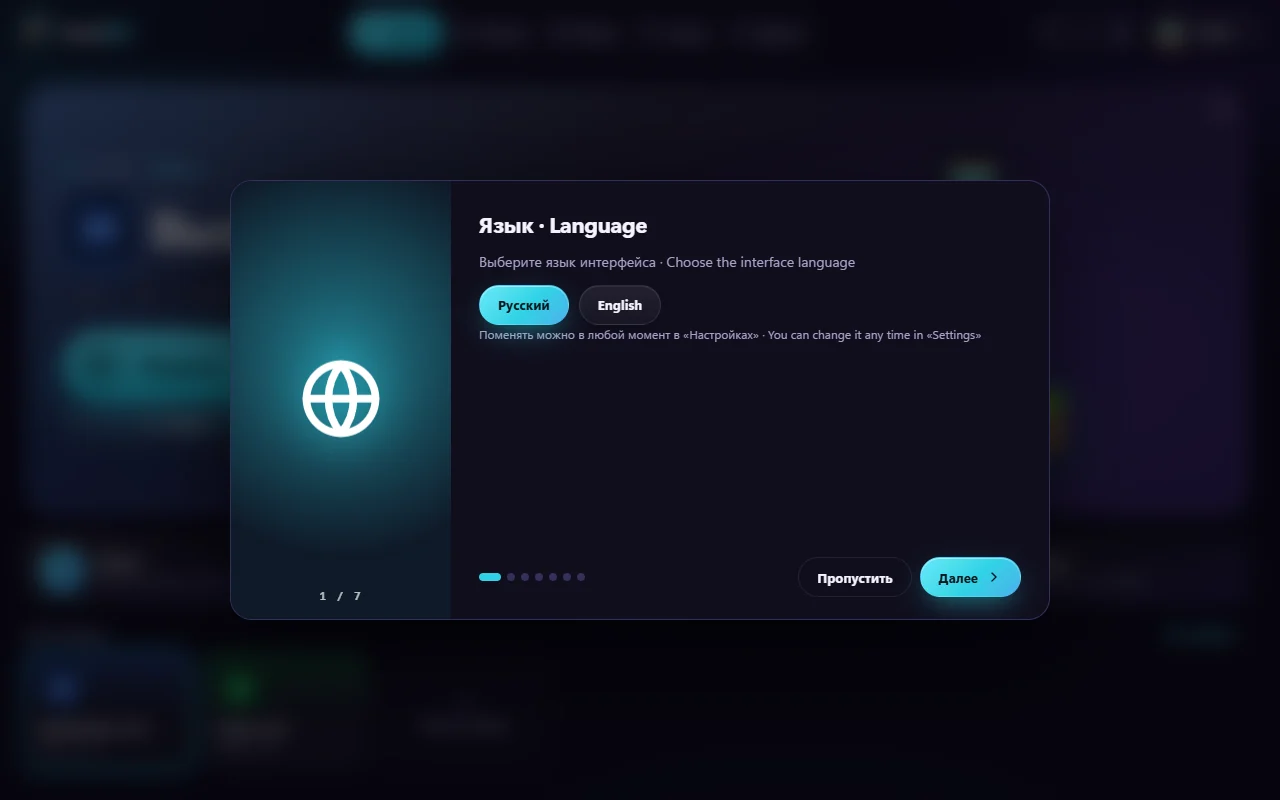 Язык · Language
Выберите язык интерфейса · Choose the interface language
Русский
English
Поменять можно в любой момент в «Настройках» · You can change it any time in «Settings»
1 / 7
Пропустить
Далее